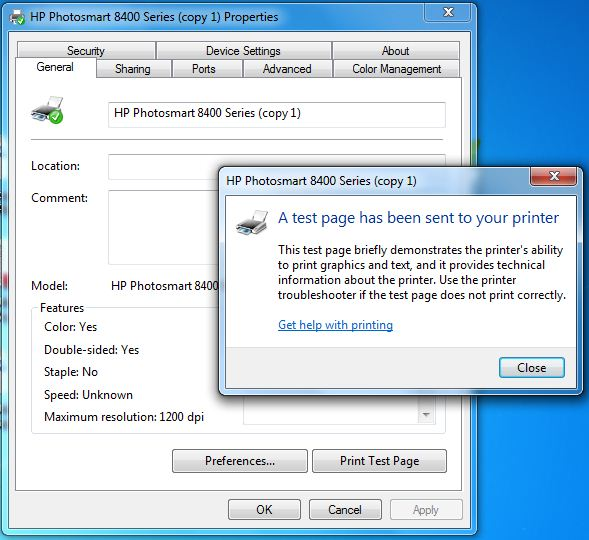 HP Photosmart 8400 Series (copy 1) Properties
Security
Device Settings
About
General
Sharing
Ports
Advanced
Color Management
HP Photosmart 8400 Series (copy 1)
Location:
Comment:
Model:
HP Photosmart 8400
Features
Color: Yes
Double-sided: Yes
Staple: No
Speed: Unknown
Maximum resolution: 1200 dpi
Preferences...
Print Test Page
OK
Cancel
Apply
HP Photosmart 8400 Series (copy 1)
A test page has been sent to your printer
This test page briefly demonstrates the printer's ability
to print graphics and text, and it provides technical
information about the printer. Use the printer
troubleshooter if the test page does not print correctly.
Get help with printing
Close